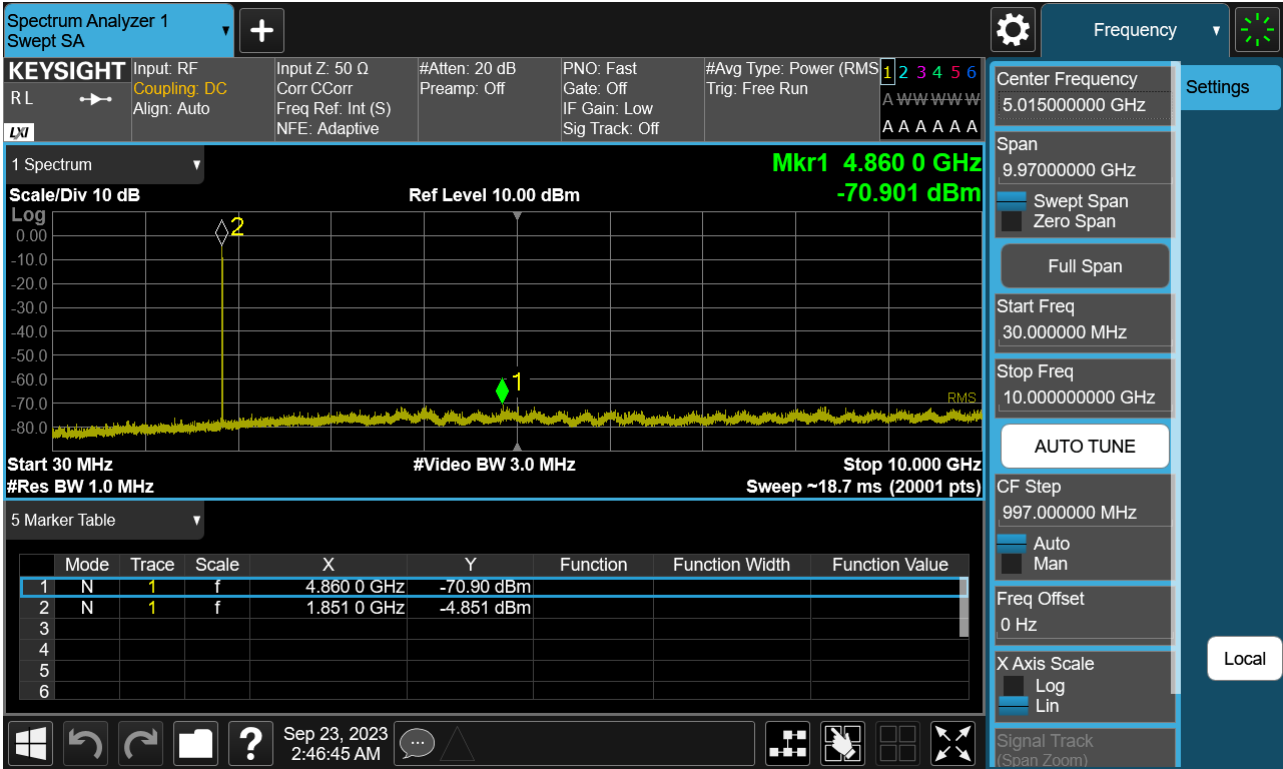 Spectrum Analyzer 1
Swept SA
Frequency
KEYSIGHT
R L
LXI
Input: RF
Coupling: DC
Align: Auto
Input Z: 50 Ω
Corr CCorr
Freq Ref: Int (S)
NFE: Adaptive
#Atten: 20 dB
Preamp: Off
PNO: Fast
Gate: Off
IF Gain: Low
Sig Track: Off
#Avg Type: Power (RMS
Trig: Free Run
1 2 3 4 5 6
A W W W W W
A A A A A A
1 Spectrum
Mkr1 4.860 0 GHz
-70.901 dBm
Scale/Div 10 dB
Ref Level 10.00 dBm
Log
0.00
-10.0
-20.0
-30.0
-40.0
-50.0
-60.0
-70.0
-80.0
2
1
RMS
Start 30 MHz
#Video BW 3.0 MHz
Stop 10.000 GHz
#Res BW 1.0 MHz
Sweep ~18.7 ms (20001 pts)
5 Marker Table
Mode Trace Scale X Y Function Function Width Function Value
1 N 1 f 4.860 0 GHz -70.90 dBm
2 N 1 f 1.851 0 GHz -4.851 dBm
3
4
5
6
Sep 23, 2023
2:46:45 AM
Center Frequency
5.015000000 GHz
Settings
Span
9.97000000 GHz
Swept Span
Zero Span
Full Span
Start Freq
30.000000 MHz
Stop Freq
10.000000000 GHz
AUTO TUNE
CF Step
997.000000 MHz
Auto
Man
Freq Offset
0 Hz
Local
X Axis Scale
Log
Lin
Signal Track
(Span Zoom)